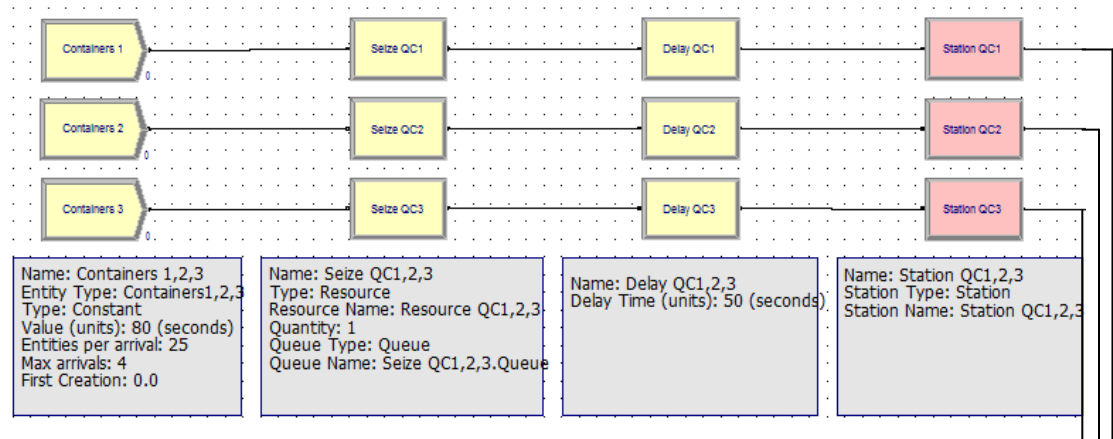 Containers 1
Seize QC1
Delay QC1
Station QC1
0
Containers 2
Seize QC2
Delay QC2
Station QC2
0
Containers 3
Seize QC3
Delay QC3
Station QC3
0
Name: Containers 1,2,3
Entity Type: Containers1,2,3
Type: Constant
Value (units): 80 (seconds)
Entities per arrival: 25
Max arrivals: 4
First Creation: 0.0
Name: Seize QC1,2,3
Type: Resource
Resource Name: Resource QC1,2,3
Quantity: 1
Queue Type: Queue
Queue Name: Seize QC1,2,3.Queue
Name: Delay QC1,2,3
Delay Time (units): 50 (seconds)
Name: Station QC1,2,3
Station Type: Station
Station Name: Station QC1,2,3